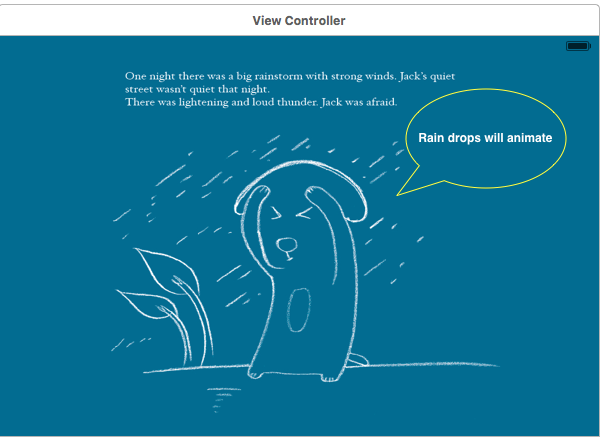 View Controller
One night there was a big rainstorm with strong winds. Jack's quiet
street wasn't quiet that night.
There was lightening and loud thunder. Jack was afraid.
Rain drops will animate